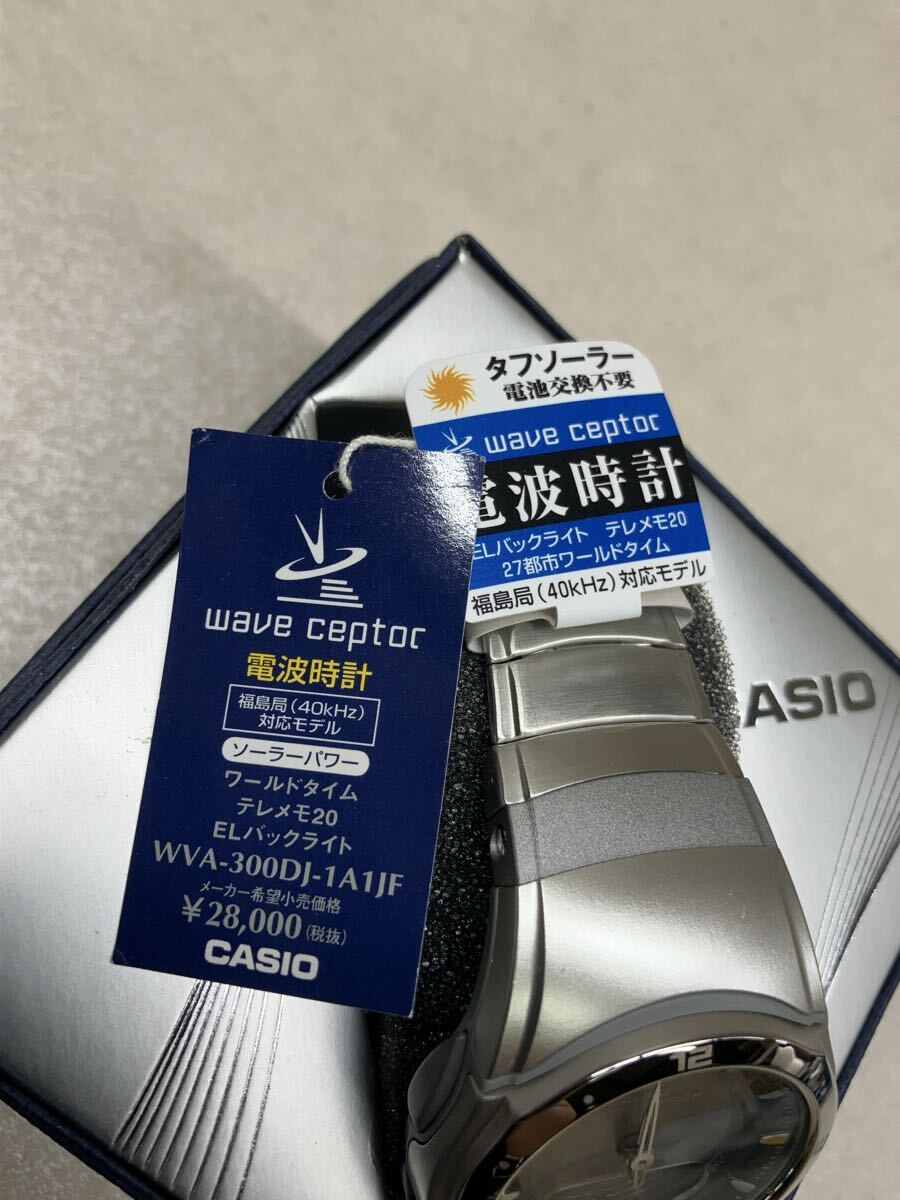 タフソーラー
電池交換不要
wave ceptor
電波時計
ELバックライト テレメモ20
27都市ワールドタイム
福島局(40kHz)対応モデル
wave ceptor
電波時計
福島局(40kHz)
対応モデル
ソーラーパワー
ワールドタイム
テレメモ20
ELバックライト
WVA-300DJ-1A1JF
メーカー希望小売価格
¥28,000(税抜)
CASIO
ASIO
12